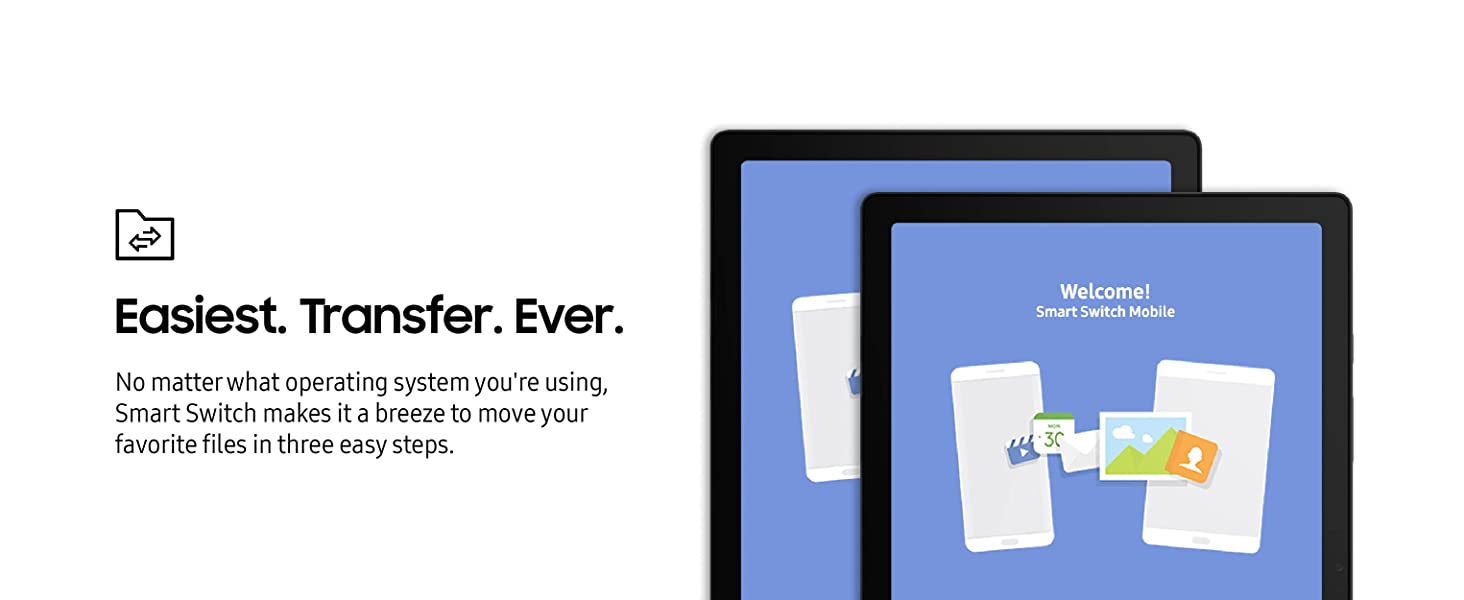 Easiest. Transfer. Ever.
No matter what operating system you're using,
Smart Switch makes it a breeze to move your
favorite files in three easy steps.
Welcome!
Smart Switch Mobile
MON
30